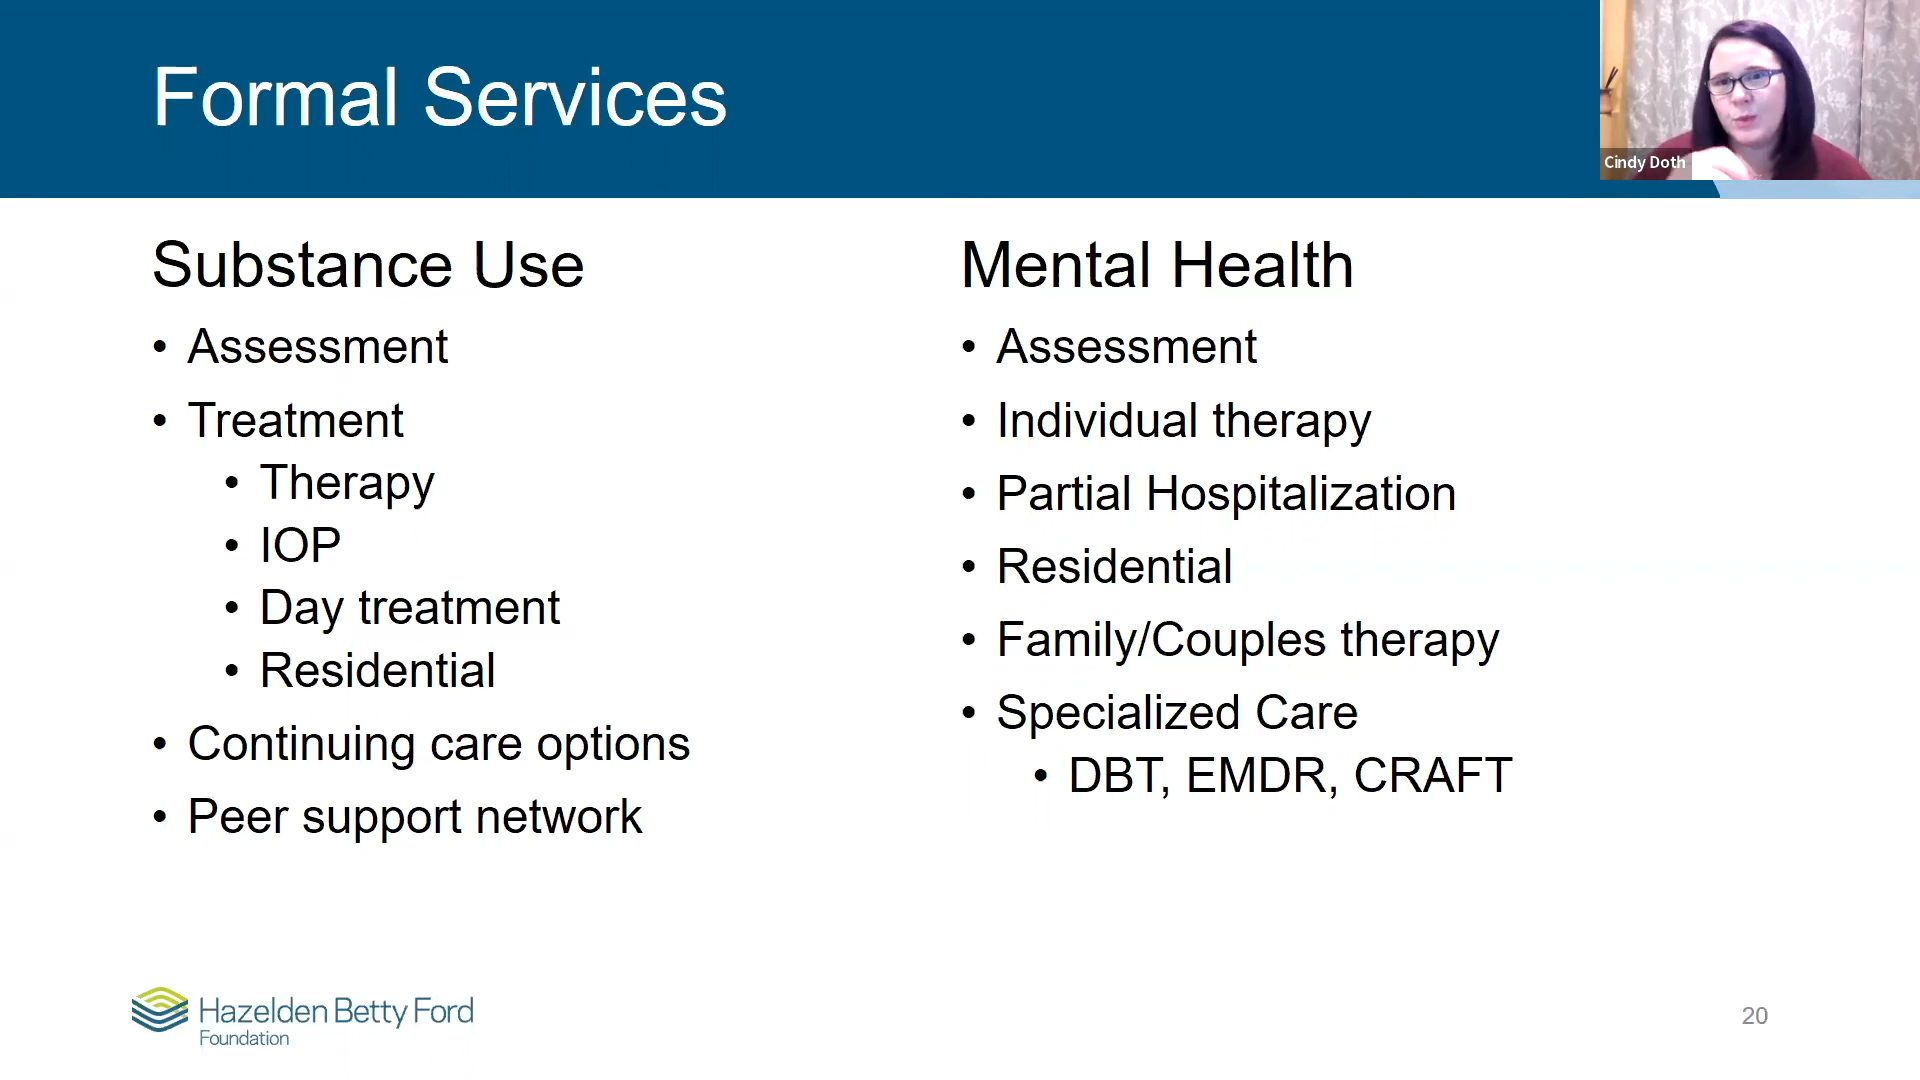 Formal Services
Cindy Doth
Substance Use
• Assessment
• Treatment
• Therapy
• IOP
• Day treatment
• Residential
• Continuing care options
• Peer support network
Mental Health
• Assessment
• Individual therapy
• Partial Hospitalization
• Residential
• Family/Couples therapy
• Specialized Care
• DBT, EMDR, CRAFT
Hazelden Betty Ford
Foundation
20